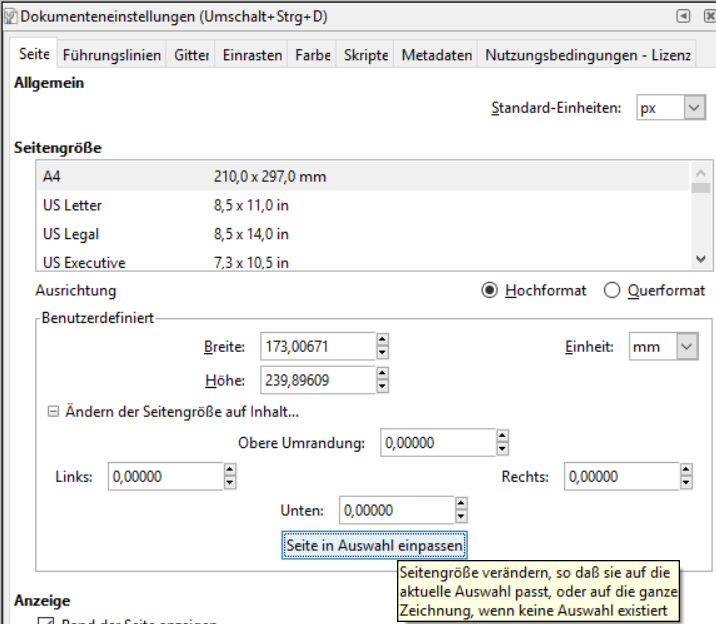 Dokumenteneinstellungen (Umschalt+Strg+D)
Seite Führungslinien Gitter Einrasten Farbe Skripte Metadaten Nutzungsbedingungen - Lizenz
Allgemein
Standard-Einheiten: px
Seitengröße
A4 210,0 x 297,0 mm
US Letter 8,5 x 11,0 in
US Legal 8,5 x 14,0 in
US Executive 7,3 x 10,5 in
Ausrichtung Hochformat Querformat
Benutzerdefiniert
Breite: 173,00671 Einheit: mm
Höhe: 239,89609
Ändern der Seitengröße auf Inhalt...
Obere Umrandung: 0,00000
Links: 0,00000 Rechts: 0,00000
Unten: 0,00000
Seite in Auswahl einpassen
Seitengröße verändern, so daß sie auf die
aktuelle Auswahl passt, oder auf die ganze
Zeichnung, wenn keine Auswahl existiert
Anzeige
Rand der Seite anzeigen